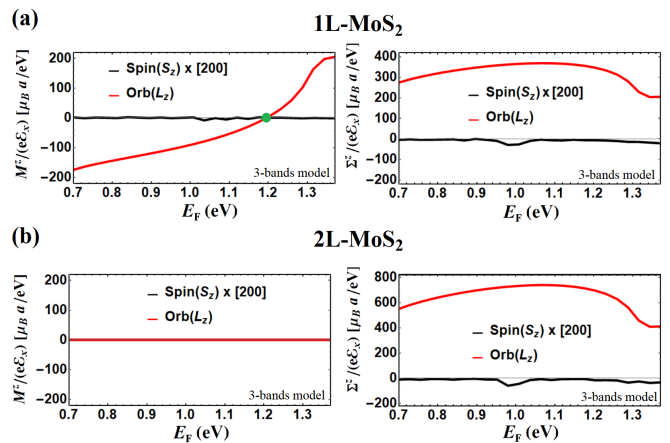 (a)
1L-MoS2
Spin(Sz) x [200]
Orb(Lz)
3-bands model
M^z/(eℰx) [μB a/eV]
200
100
0
−100
−200
0.7 0.8 0.9 1.0 1.1 1.2 1.3
EF (eV)
Spin(Sz) x [200]
Orb(Lz)
3-bands model
Σ^z/(eℰx) [μB a/eV]
400
300
200
100
0
−100
−200
0.7 0.8 0.9 1.0 1.1 1.2 1.3
EF (eV)
(b)
2L-MoS2
Spin(Sz) x [200]
Orb(Lz)
3-bands model
M^z/(eℰx) [μB a/eV]
200
100
0
−100
−200
0.7 0.8 0.9 1.0 1.1 1.2 1.3
EF (eV)
Spin(Sz) x [200]
Orb(Lz)
3-bands model
Σ^z/(eℰx) [μB a/eV]
800
600
400
200
0
−200
0.7 0.8 0.9 1.0 1.1 1.2 1.3
EF (eV)